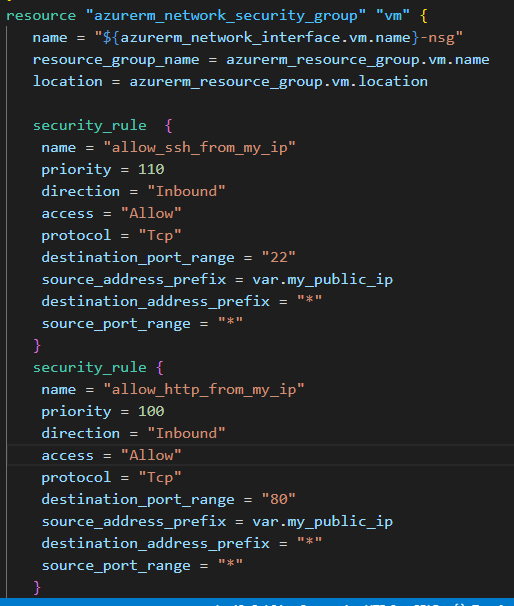 resource "azurerm_network_security_group" "vm" {
name = "${azurerm_network_interface.vm.name}-nsg"
resource_group_name = azurerm_resource_group.vm.name
location = azurerm_resource_group.vm.location
security_rule  {
name = "allow_ssh_from_my_ip"
priority = 110
direction = "Inbound"
access = "Allow"
protocol = "Tcp"
destination_port_range = "22"
source_address_prefix = var.my_public_ip
destination_address_prefix = "*"
source_port_range = "*"
}
security_rule {
name = "allow_http_from_my_ip"
priority = 100
direction = "Inbound"
access = "Allow"
protocol = "Tcp"
destination_port_range = "80"
source_address_prefix = var.my_public_ip
destination_address_prefix = "*"
source_port_range = "*"
}